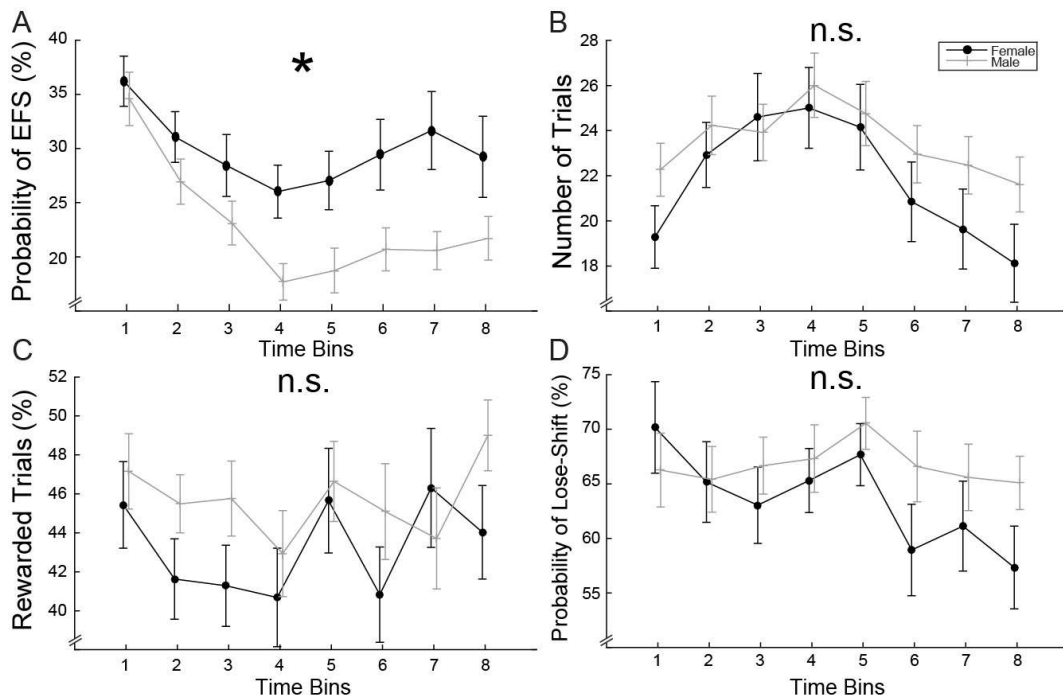 A
Probability of EFS (%)
40
35
30
25
20
*
1 2 3 4 5 6 7 8
Time Bins
B
Number of Trials
28
26
24
22
20
18
n.s.
Female
Male
1 2 3 4 5 6 7 8
Time Bins
C
Rewarded Trials (%)
52
50
48
46
44
42
40
n.s.
1 2 3 4 5 6 7 8
Time Bins
D
Probability of Lose-Shift (%)
75
70
65
60
55
n.s.
1 2 3 4 5 6 7 8
Time Bins